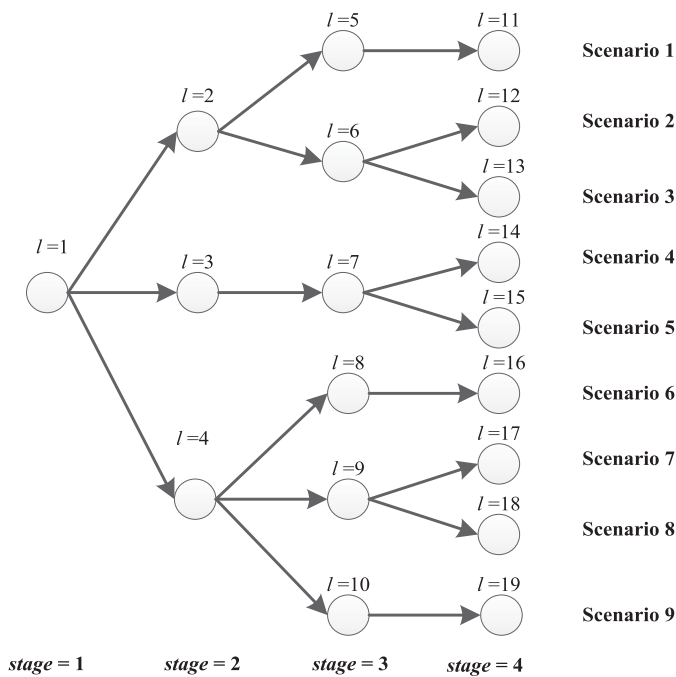 l=5
l=11
Scenario 1
l=2
l=12
Scenario 2
l=6
l=13
Scenario 3
l=1
l=14
Scenario 4
l=3
l=7
l=15
Scenario 5
l=8
l=16
Scenario 6
l=4
l=17
Scenario 7
l=9
l=18
Scenario 8
l=10
l=19
Scenario 9
stage = 1
stage = 2
stage = 3
stage = 4